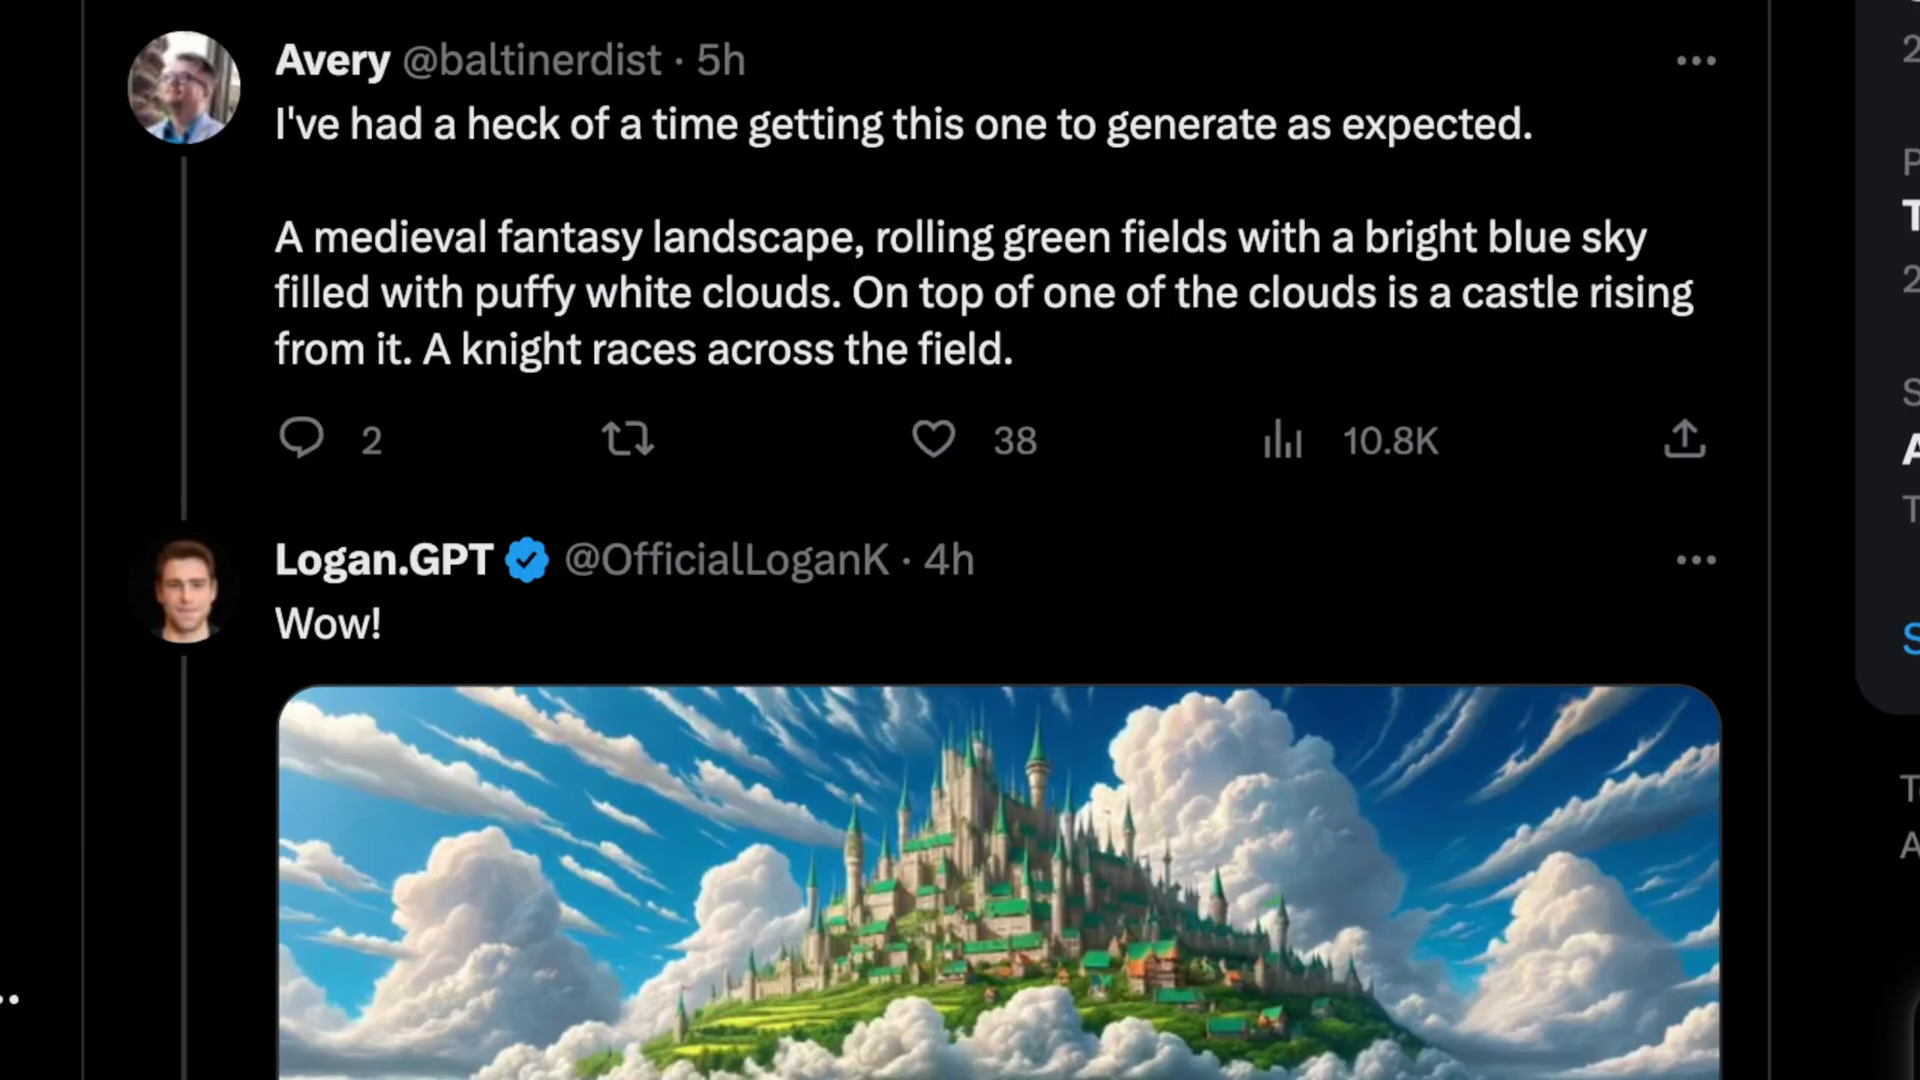 Avery @baltinerdist · 5h
I've had a heck of a time getting this one to generate as expected.
A medieval fantasy landscape, rolling green fields with a bright blue sky
filled with puffy white clouds. On top of one of the clouds is a castle rising
from it. A knight races across the field.
2 38 10.8K
Logan.GPT @OfficialLoganK · 4h
Wow!